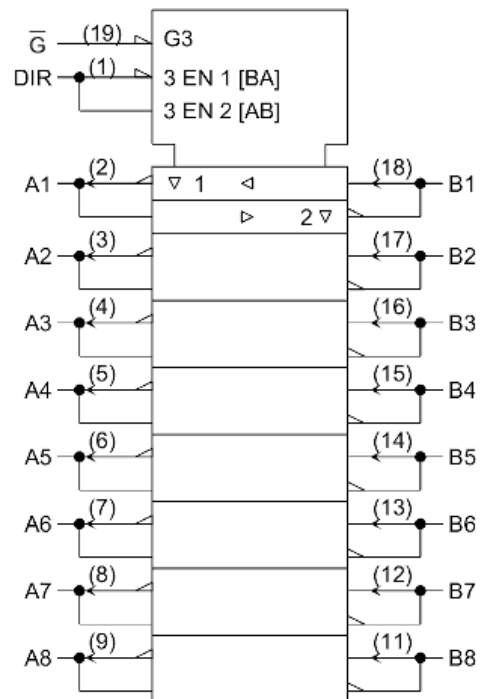 G̅ (19) G3
DIR (1) 3 EN 1 [BA]
3 EN 2 [AB]
A1 (2) ▽ 1 ◁ (18) B1
▷ 2 ▽
A2 (3) (17) B2
A3 (4) (16) B3
A4 (5) (15) B4
A5 (6) (14) B5
A6 (7) (13) B6
A7 (8) (12) B7
A8 (9) (11) B8